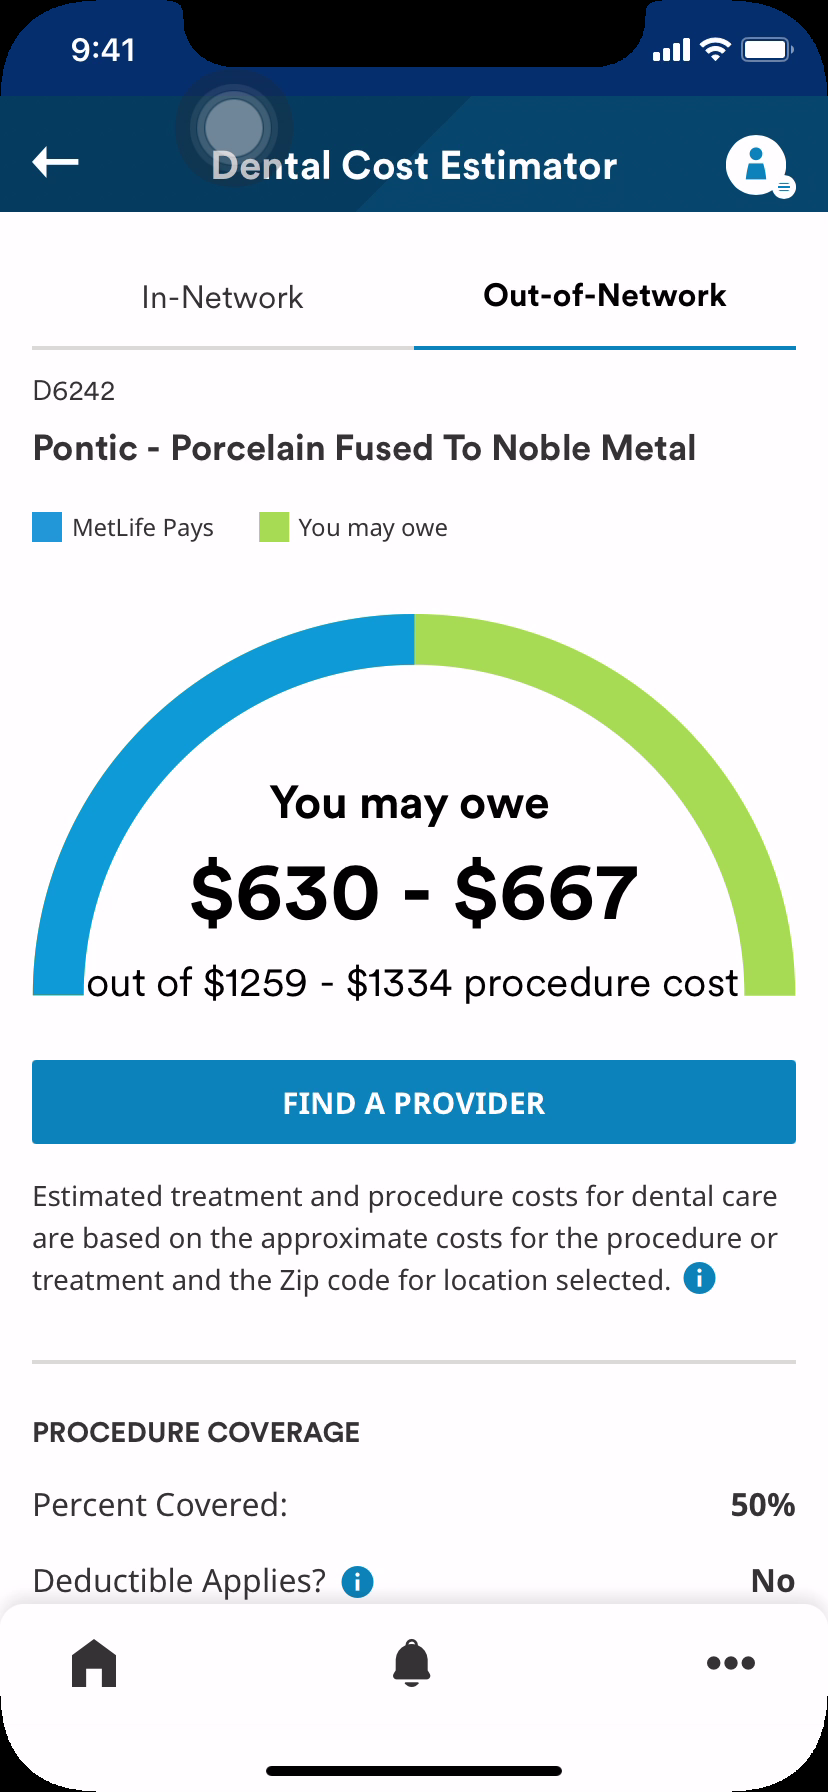 9:41
Dental Cost Estimator
In-Network
Out-of-Network
D6242
Pontic - Porcelain Fused To Noble Metal
MetLife Pays
You may owe
You may owe
$630 - $667
out of $1259 - $1334 procedure cost
FIND A PROVIDER
Estimated treatment and procedure costs for dental care
are based on the approximate costs for the procedure or
treatment and the Zip code for location selected.
PROCEDURE COVERAGE
Percent Covered: 50%
Deductible Applies? No